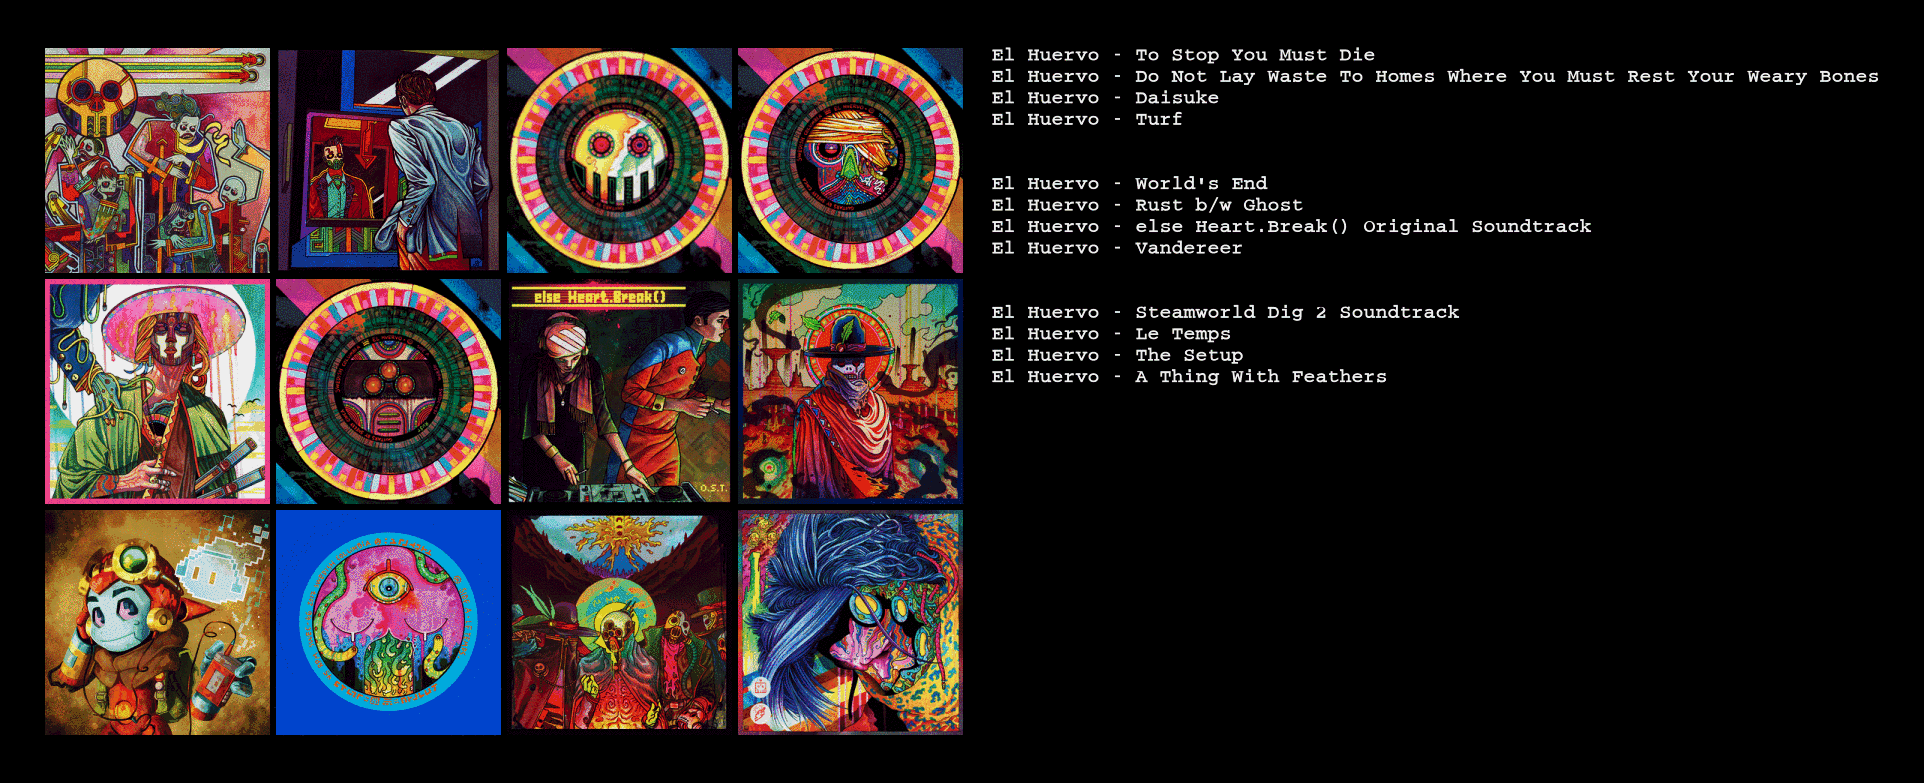 El Huervo - To Stop You Must Die
El Huervo - Do Not Lay Waste To Homes Where You Must Rest Your Weary Bones
El Huervo - Daisuke
El Huervo - Turf
El Huervo - World's End
El Huervo - Rust b/w Ghost
El Huervo - else Heart.Break() Original Soundtrack
El Huervo - Vandereer
El Huervo - Steamworld Dig 2 Soundtrack
El Huervo - Le Temps
El Huervo - The Setup
El Huervo - A Thing With Feathers
else Heart.Break()
O.S.T.